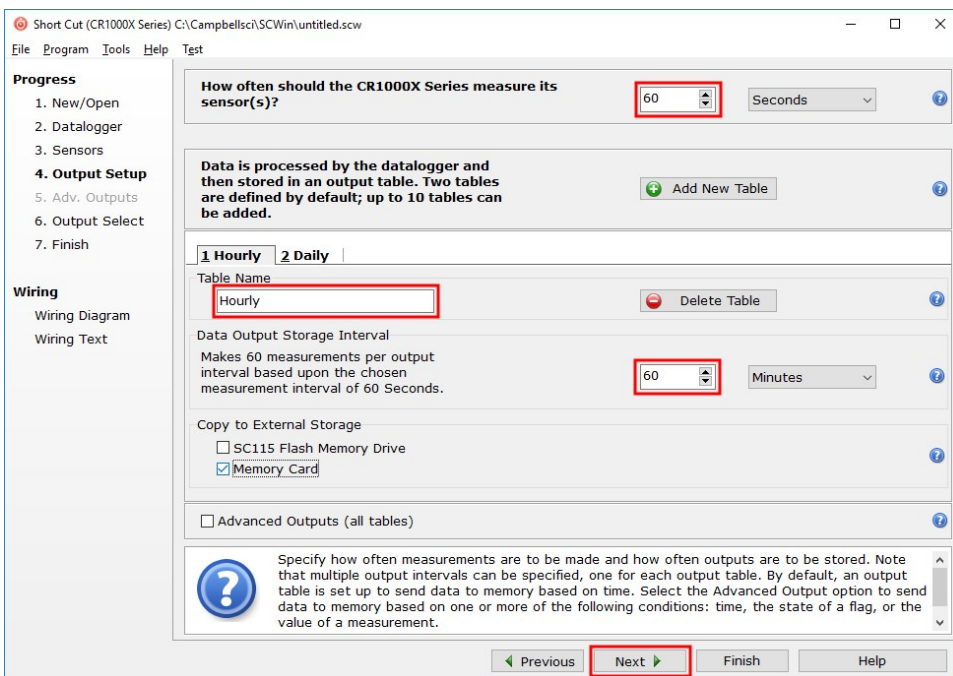 Short Cut (CR1000X Series) C:\Campbellsci\SCWin\untitled.scw
File Program Tools Help Test
Progress
1. New/Open
2. Datalogger
3. Sensors
4. Output Setup
5. Adv. Outputs
6. Output Select
7. Finish
Wiring
Wiring Diagram
Wiring Text
How often should the CR1000X Series measure its
sensor(s)?
60
Seconds
Data is processed by the datalogger and
then stored in an output table. Two tables
are defined by default; up to 10 tables can
be added.
Add New Table
1 Hourly 2 Daily
Table Name
Hourly
Delete Table
Data Output Storage Interval
Makes 60 measurements per output
interval based upon the chosen
measurement interval of 60 Seconds.
60
Minutes
Copy to External Storage
SC115 Flash Memory Drive
Memory Card
Advanced Outputs (all tables)
Specify how often measurements are to be made and how often outputs are to be stored. Note
that multiple output intervals can be specified, one for each output table. By default, an output
table is set up to send data to memory based on time. Select the Advanced Output option to send
data to memory based on one or more of the following conditions: time, the state of a flag, or the
value of a measurement.
Previous Next Finish Help